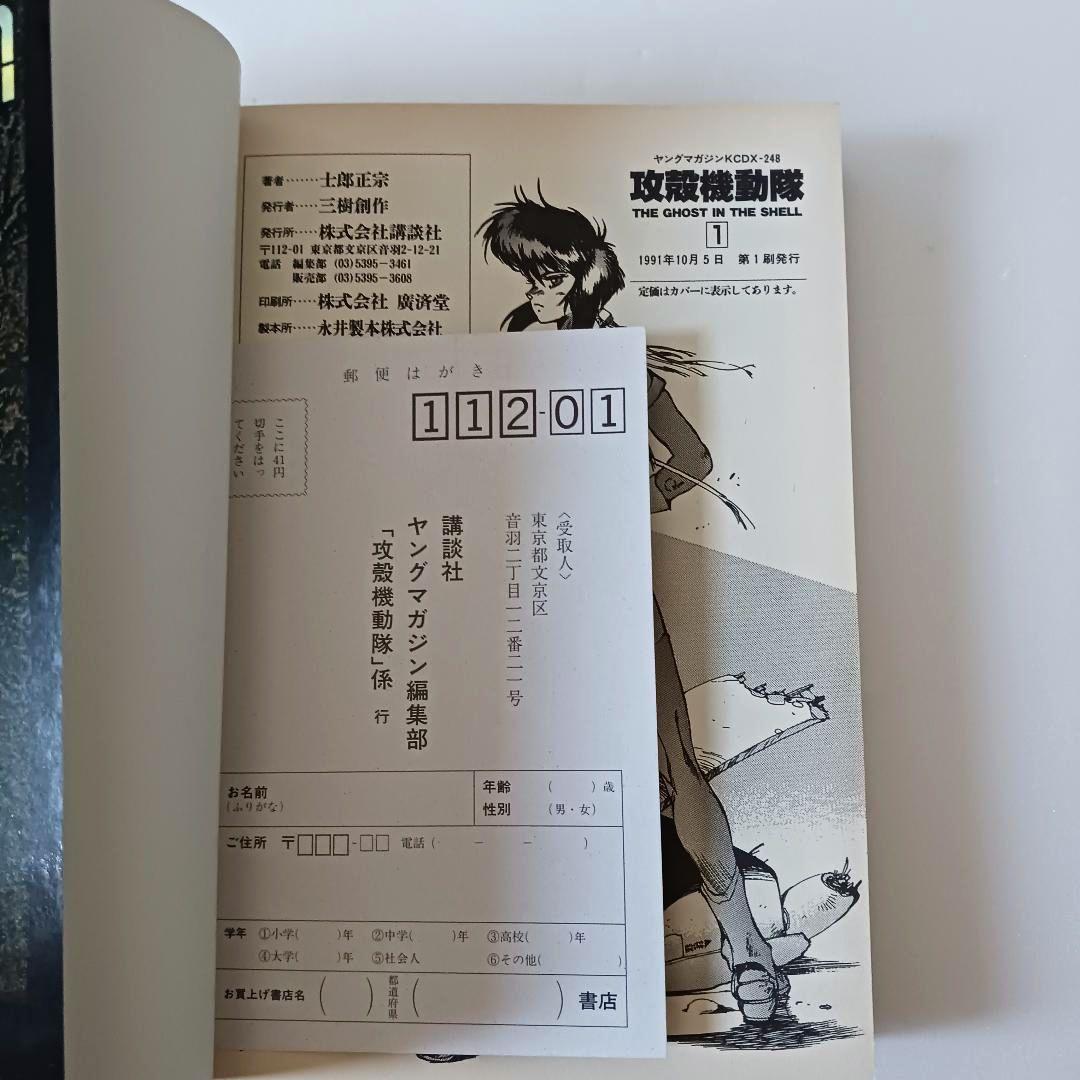 ヤングマガジンKCDX-248
攻殻機動隊
THE GHOST IN THE SHELL
1
1991年10月5日 第1刷発行
定価はカバーに表示してあります。
著者……士郎正宗
発行者……三樹創作
発行所……株式会社講談社
〒112-01 東京都文京区音羽2-12-21
電話 編集部 (03)5395-3461
販売部 (03)5395-3608
印刷所……株式会社 廣済堂
製本所……永井製本株式会社
郵便はがき
112-01
ここに41円
切手をはっ
てください
〈受取人〉
東京都文京区
音羽二丁目一二番二一号
講談社
ヤングマガジン編集部
「攻殻機動隊」係 行
お名前
(ふりがな)
年齢 ( )歳
性別 (男・女)
ご住所 〒□□□-□□ 電話( － － )
学年 ①小学( )年 ②中学( )年 ③高校( )年
④大学( )年 ⑤社会人 ⑥その他( )
お買上げ書店名 ( ) 都道府県 ( ) 書店